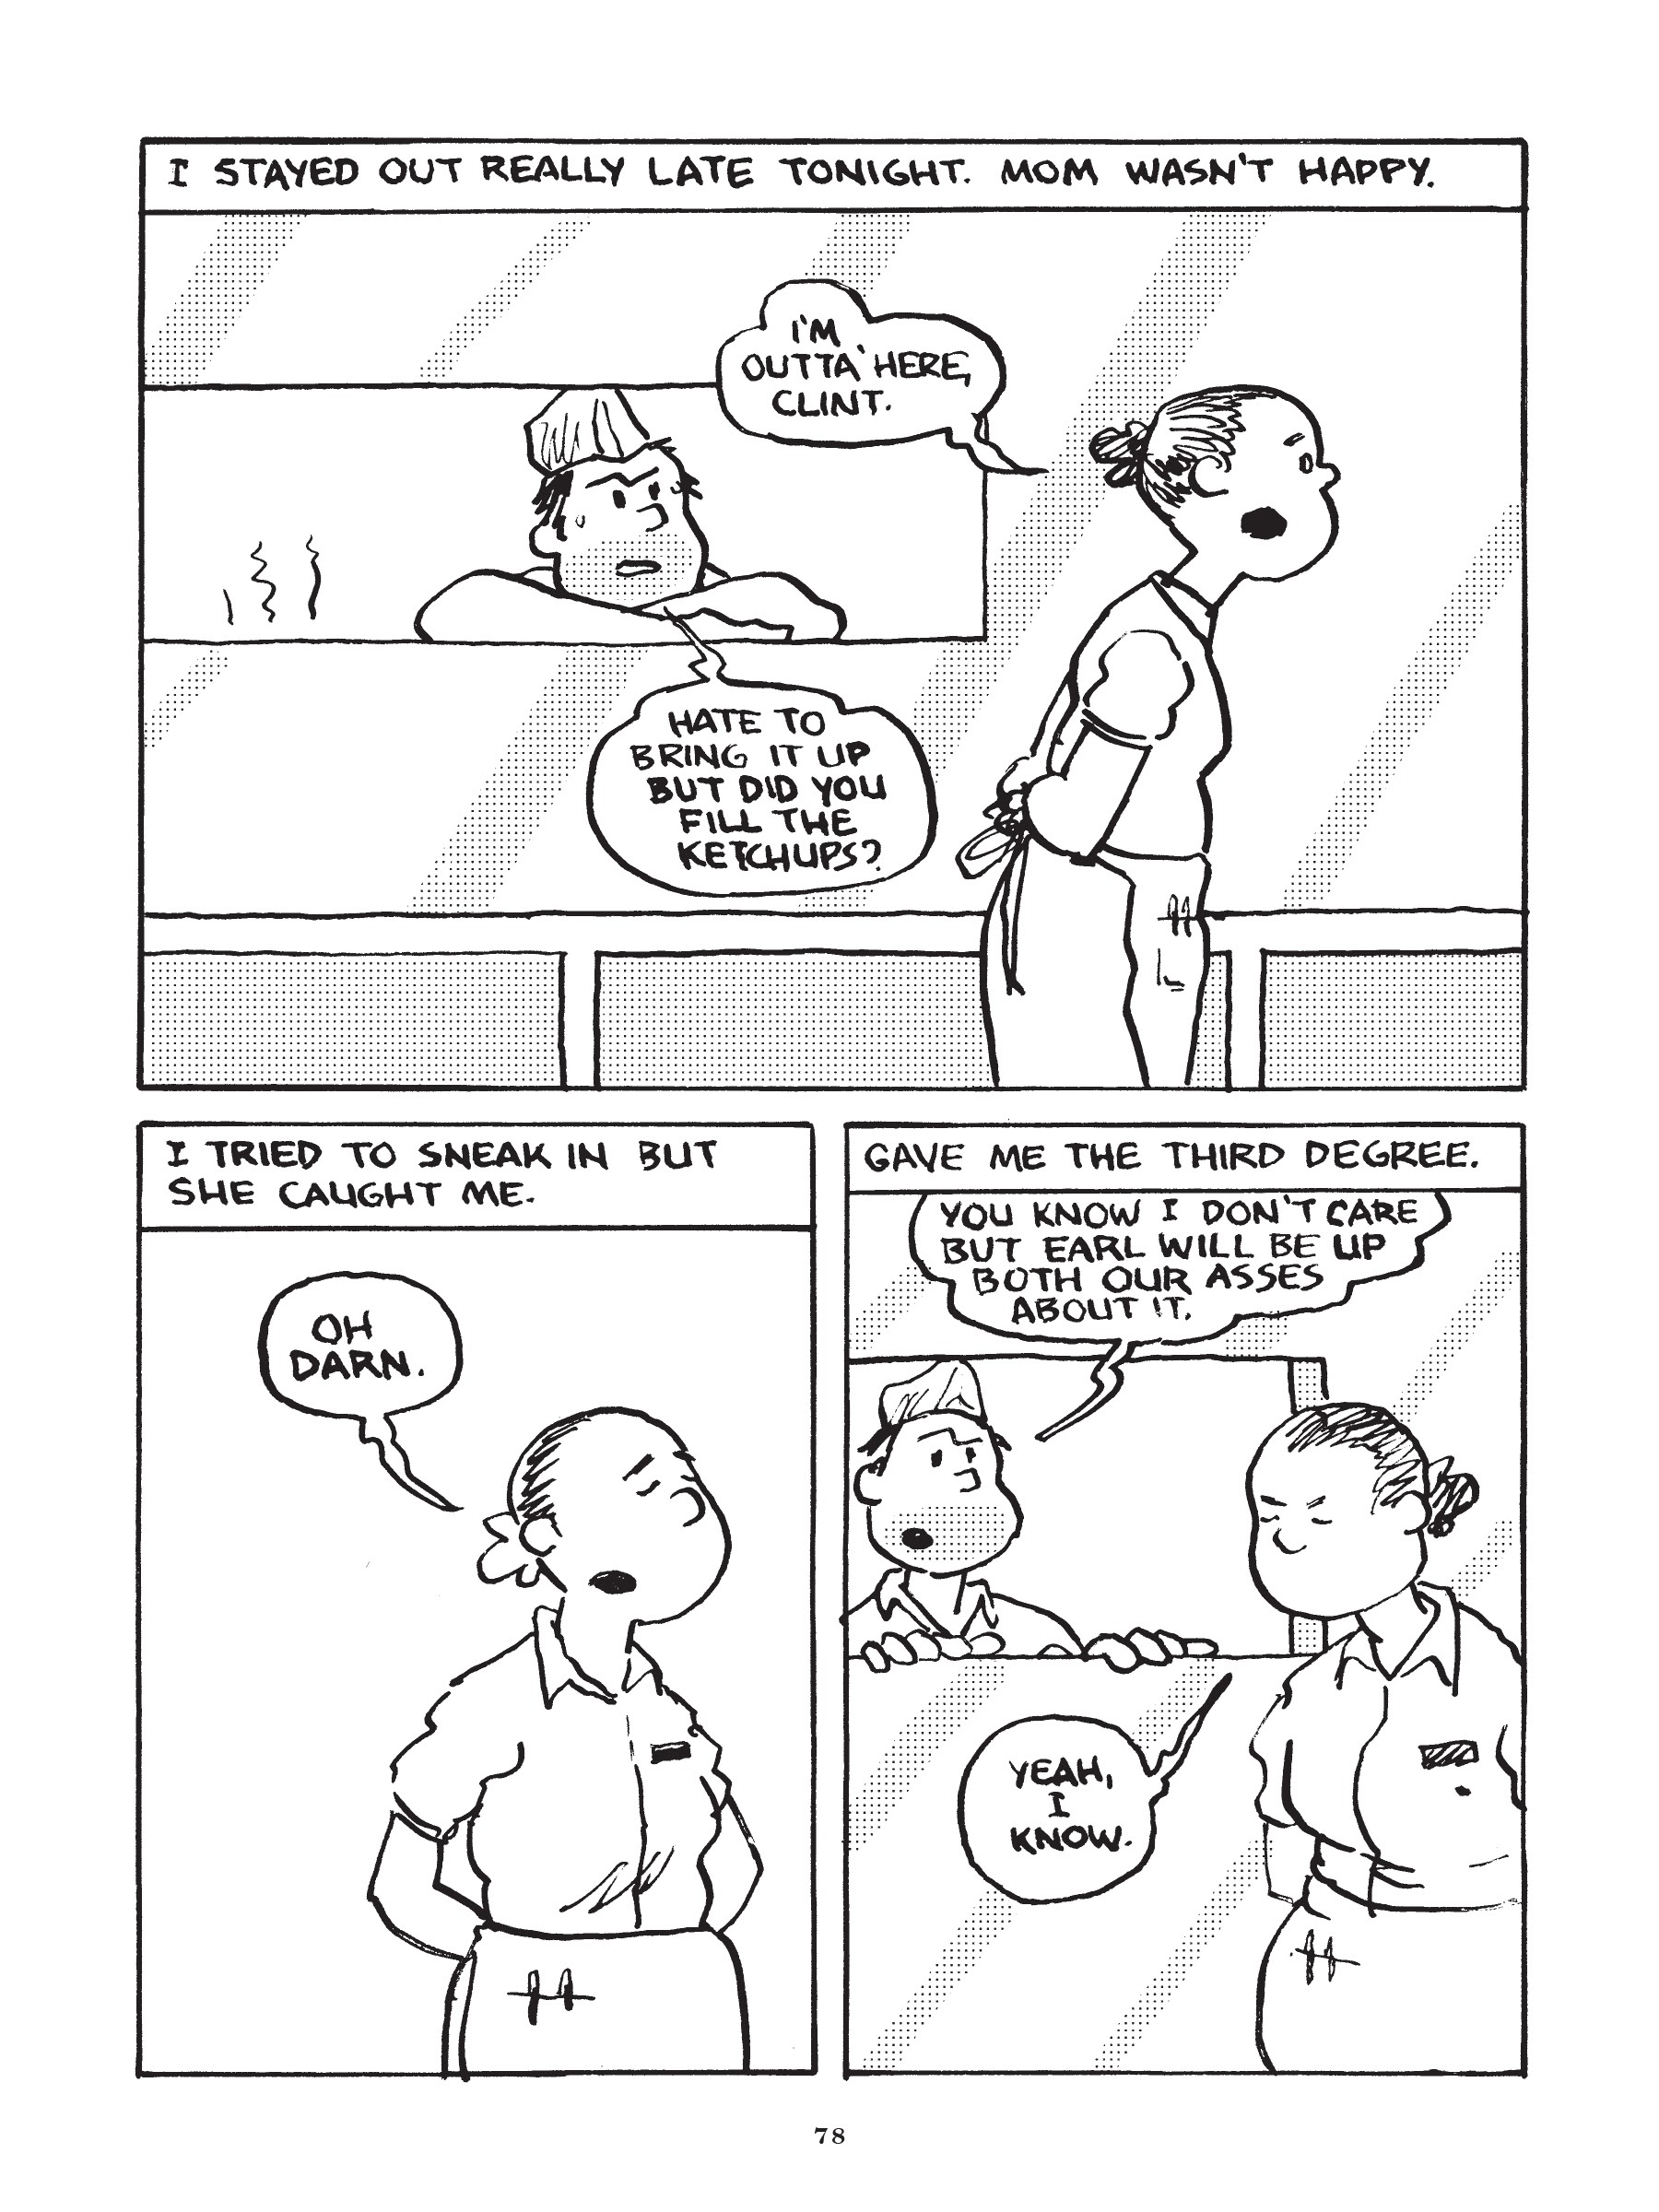 I STAYED OUT REALLY LATE TONIGHT. MOM WASN'T HAPPY.
I'M
OUTTA' HERE,
CLINT.
HATE TO
BRING IT UP
BUT DID YOU
FILL THE
KETCHUPS?
I TRIED TO SNEAK IN BUT
SHE CAUGHT ME.
OH
DARN.
GAVE ME THE THIRD DEGREE.
YOU KNOW I DON'T CARE
BUT EARL WILL BE UP
BOTH OUR ASSES
ABOUT IT.
YEAH,
I
KNOW.
78